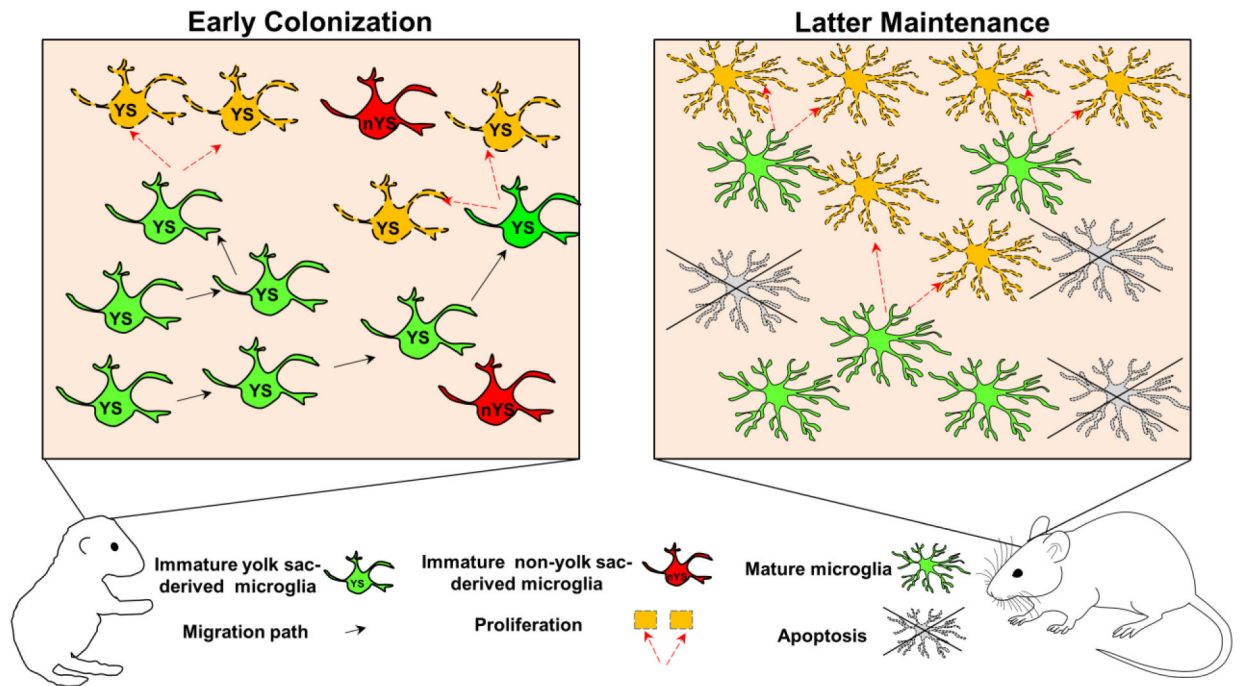 Early Colonization
Latter Maintenance
YS
YS
nYS
YS
YS
YS
YS
YS
YS
YS
YS
YS
nYS
Immature yolk sac-
derived microglia
YS
Immature non-yolk sac-
derived microglia
nYS
Mature microglia
Migration path
Proliferation
Apoptosis